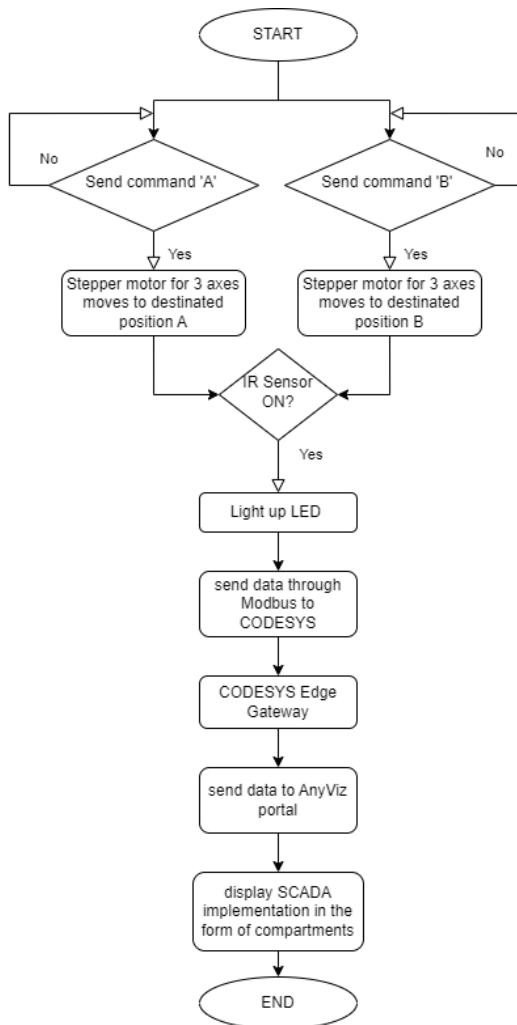 START
No
Send command 'A'
Yes
Send command 'B'
No
Yes
Stepper motor for 3 axes
moves to destinated
position A
Stepper motor for 3 axes
moves to destinated
position B
IR Sensor
ON?
Yes
Light up LED
send data through
Modbus to
CODESYS
CODESYS Edge
Gateway
send data to AnyViz
portal
display SCADA
implementation in the
form of compartments
END